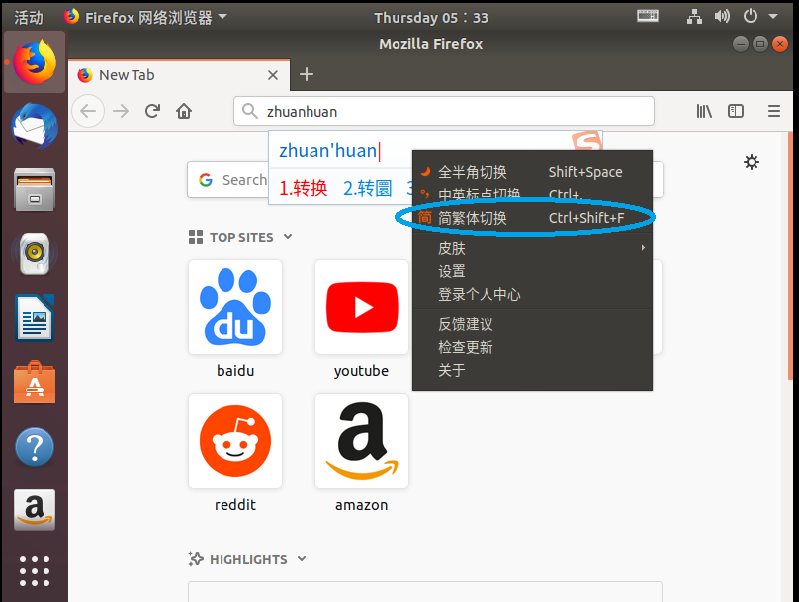 活动 Firefox 网络浏览器 Thursday 05：33
Mozilla Firefox
New Tab
zhuanhuan
zhuan'huan
1.转换 2.转圜 3
Search
全半角切换 Shift+Space
中英标点切换 Ctrl+.
简 简繁体切换 Ctrl+Shift+F
皮肤
设置
登录个人中心
反馈建议
检查更新
关于
TOP SITES
du
baidu
youtube
reddit
a
amazon
HIGHLIGHTS